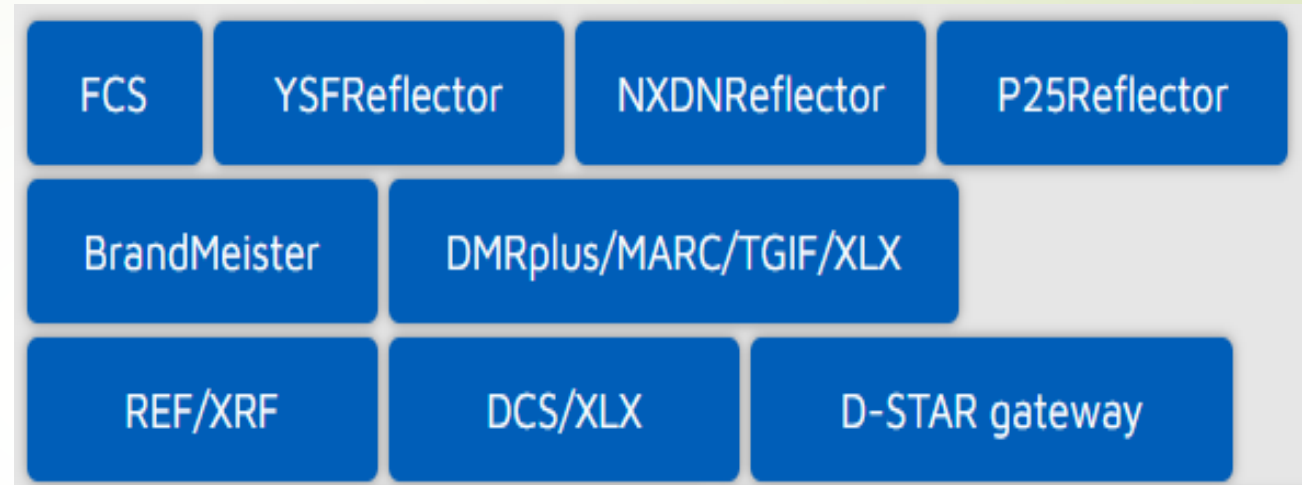 FCS YSFReflector NXDNReflector P25Reflector
BrandMeister DMRplus/MARC/TGIF/XLX
REF/XRF DCS/XLX D-STAR gateway